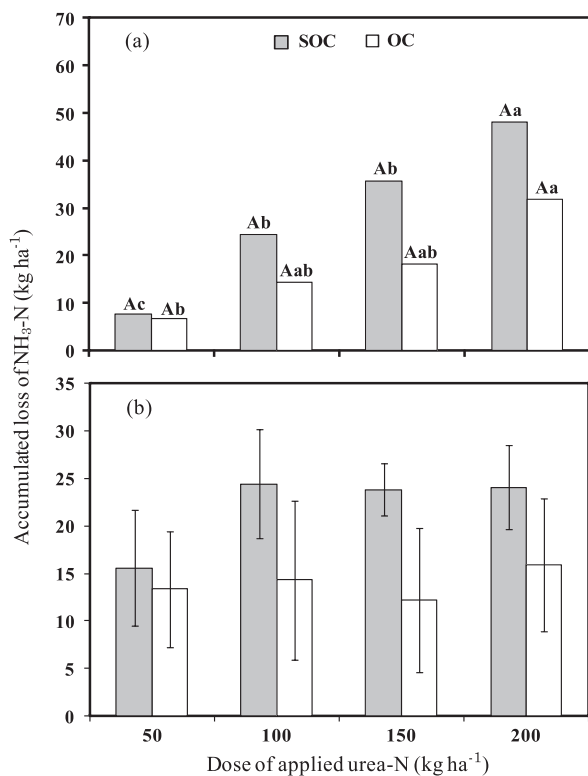 Accumulated loss of NH₃-N (kg ha⁻¹)
(a)
SOC OC
70
60
50
40
30
20
10
0
Ac Ab
Ab Aab
Ab Aab
Aa Aa
(b)
35
30
25
20
15
10
5
0
50 100 150 200
Dose of applied urea-N (kg ha⁻¹)